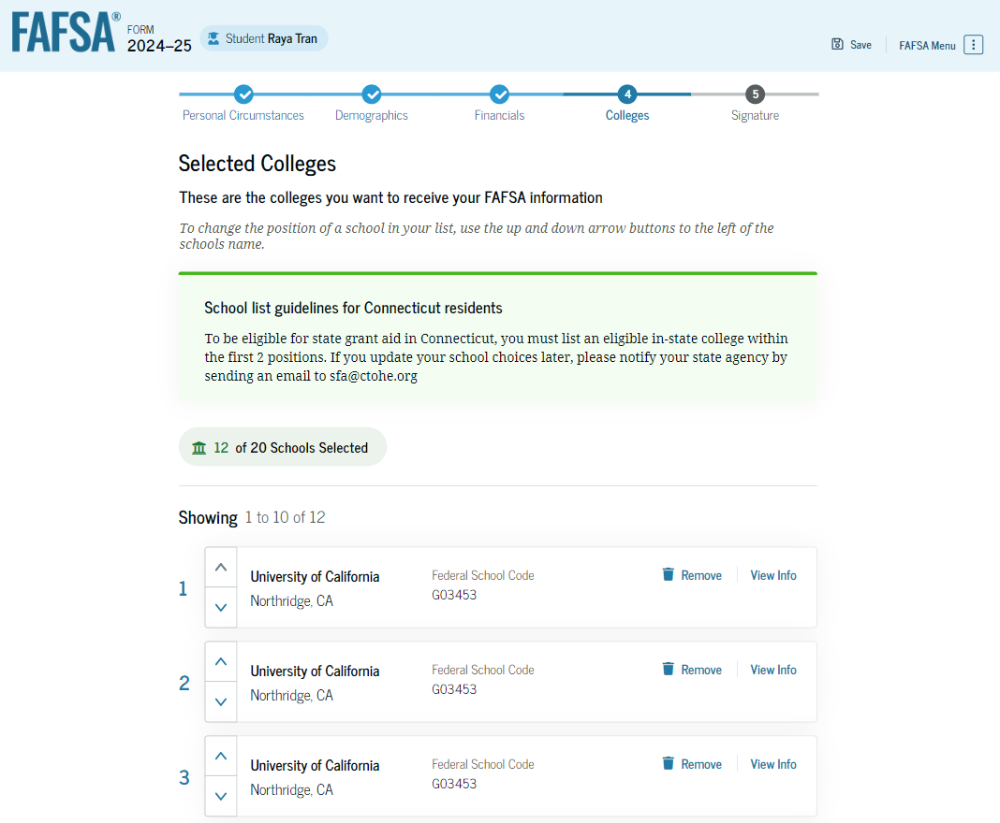 FAFSA® FORM 2024–25 Student Raya Tran Save FAFSA Menu
4 5
Personal Circumstances Demographics Financials Colleges Signature
Selected Colleges
These are the colleges you want to receive your FAFSA information
To change the position of a school in your list, use the up and down arrow buttons to the left of the
schools name.
School list guidelines for Connecticut residents
To be eligible for state grant aid in Connecticut, you must list an eligible in-state college within
the first 2 positions. If you update your school choices later, please notify your state agency by
sending an email to sfa@ctohe.org
12 of 20 Schools Selected
Showing 1 to 10 of 12
1 University of California Federal School Code Remove View Info
Northridge, CA G03453
2 University of California Federal School Code Remove View Info
Northridge, CA G03453
3 University of California Federal School Code Remove View Info
Northridge, CA G03453